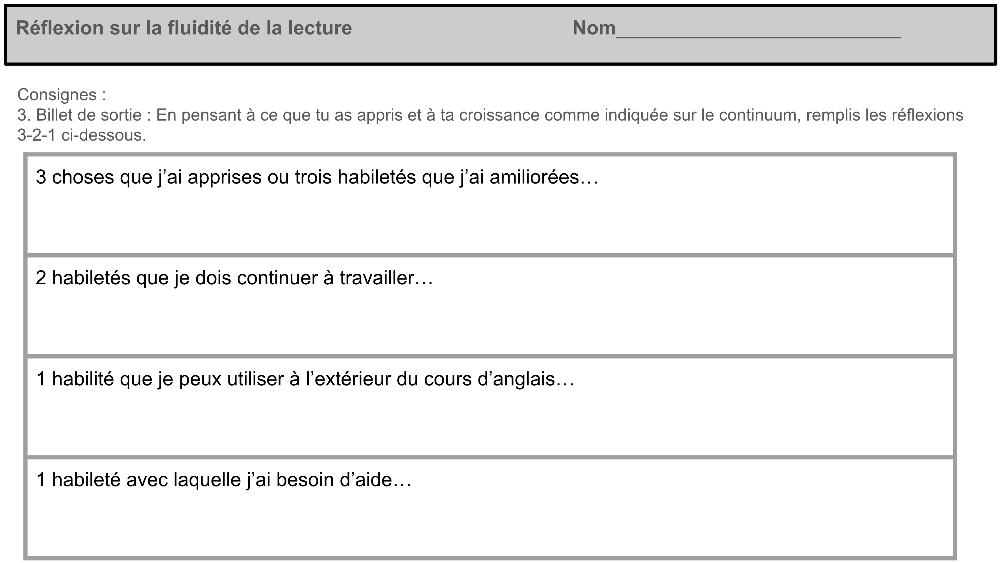 Réflexion sur la fluidité de la lecture Nom__________________________
Consignes :
3. Billet de sortie : En pensant à ce que tu as appris et à ta croissance comme indiquée sur le continuum, remplis les réflexions
3-2-1 ci-dessous.
3 choses que j’ai apprises ou trois habiletés que j’ai amiliorées…
2 habiletés que je dois continuer à travailler…
1 habilité que je peux utiliser à l’extérieur du cours d’anglais…
1 habileté avec laquelle j’ai besoin d’aide…